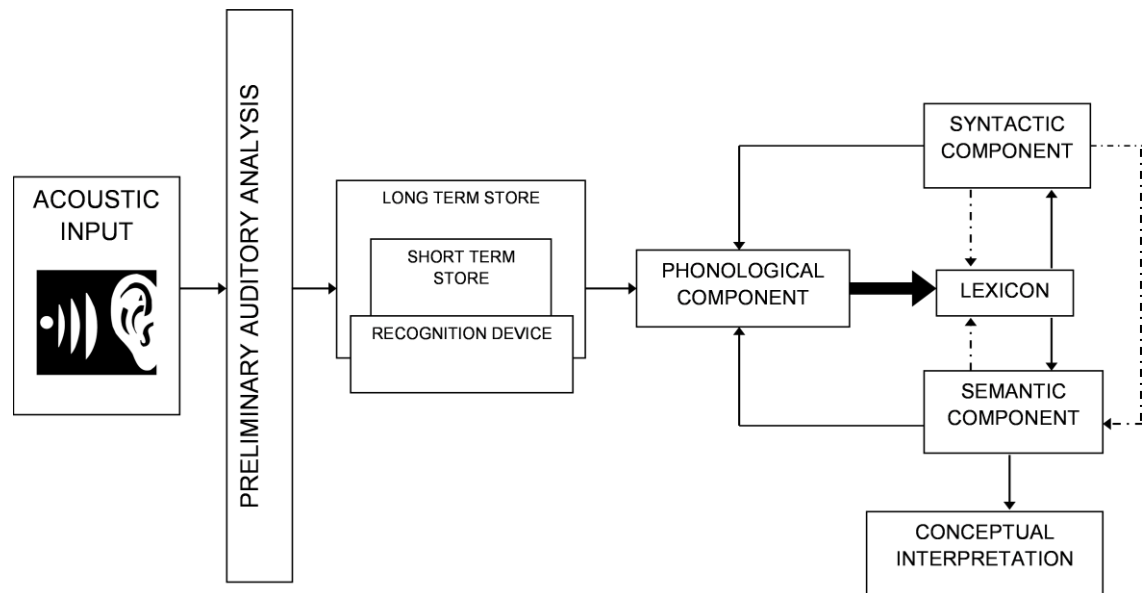 ACOUSTIC
INPUT
PRELIMINARY AUDITORY ANALYSIS
LONG TERM STORE
SHORT TERM
STORE
RECOGNITION DEVICE
PHONOLOGICAL
COMPONENT
SYNTACTIC
COMPONENT
LEXICON
SEMANTIC
COMPONENT
CONCEPTUAL
INTERPRETATION